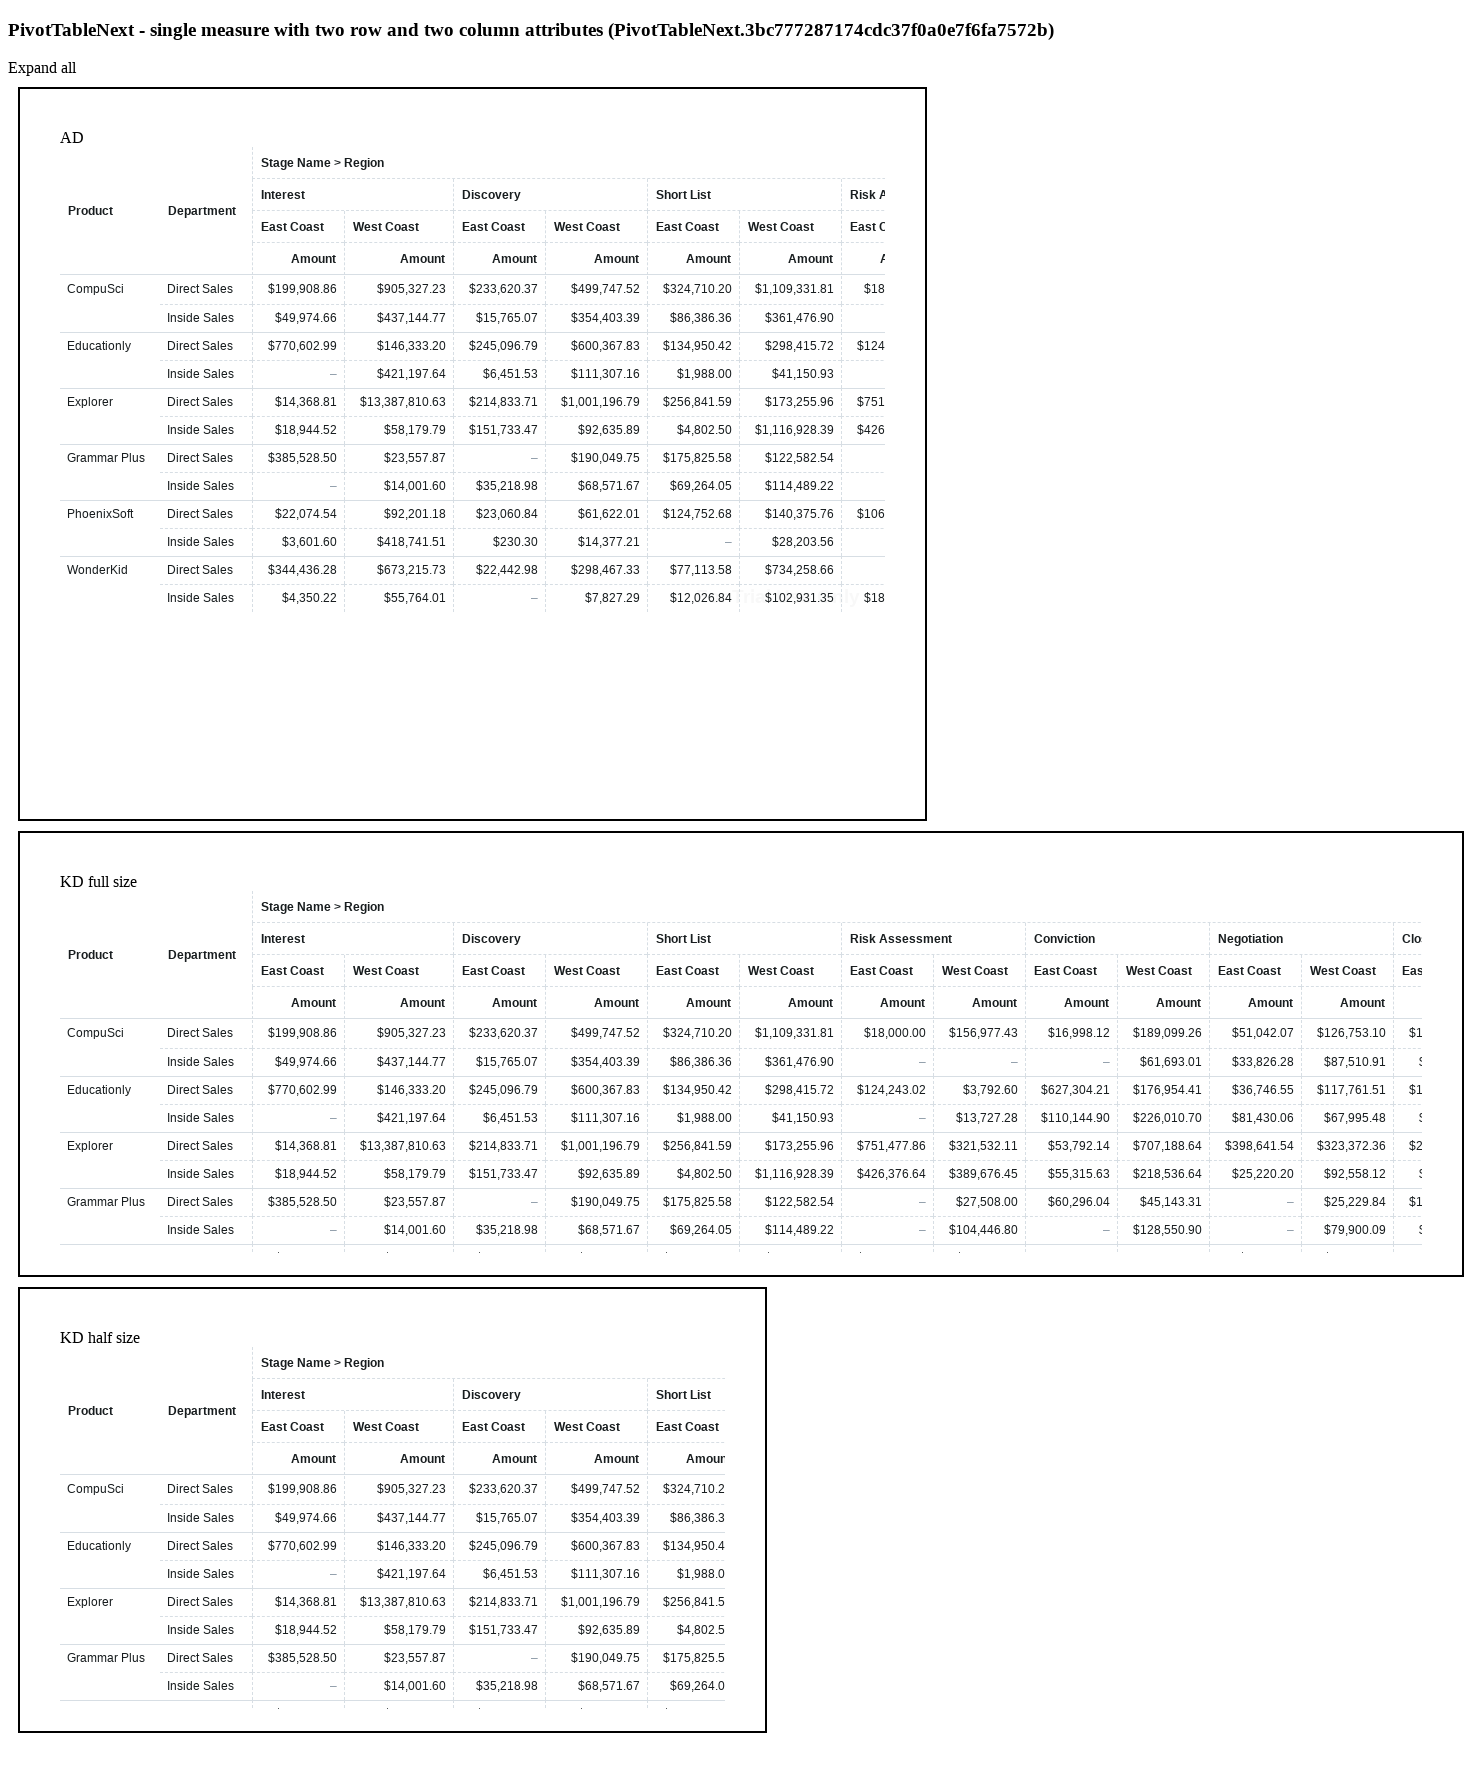 PivotTableNext - single measure with two row and two column attributes (PivotTableNext.3bc777287174cdc37f0a0e7f6fa7572b)
Expand all
AD
Stage Name > Region
Interest Discovery Short List Risk A
Product Department
East Coast West Coast East Coast West Coast East Coast West Coast East C
Amount Amount Amount Amount Amount Amount A
CompuSci Direct Sales $199,908.86 $905,327.23 $233,620.37 $499,747.52 $324,710.20 $1,109,331.81 $18
Inside Sales $49,974.66 $437,144.77 $15,765.07 $354,403.39 $86,386.36 $361,476.90
Educationly Direct Sales $770,602.99 $146,333.20 $245,096.79 $600,367.83 $134,950.42 $298,415.72 $124
Inside Sales – $421,197.64 $6,451.53 $111,307.16 $1,988.00 $41,150.93
Explorer Direct Sales $14,368.81 $13,387,810.63 $214,833.71 $1,001,196.79 $256,841.59 $173,255.96 $751
Inside Sales $18,944.52 $58,179.79 $151,733.47 $92,635.89 $4,802.50 $1,116,928.39 $426
Grammar Plus Direct Sales $385,528.50 $23,557.87 – $190,049.75 $175,825.58 $122,582.54
Inside Sales – $14,001.60 $35,218.98 $68,571.67 $69,264.05 $114,489.22
PhoenixSoft Direct Sales $22,074.54 $92,201.18 $23,060.84 $61,622.01 $124,752.68 $140,375.76 $106
Inside Sales $3,601.60 $418,741.51 $230.30 $14,377.21 – $28,203.56
WonderKid Direct Sales $344,436.28 $673,215.73 $22,442.98 $298,467.33 $77,113.58 $734,258.66
Inside Sales $4,350.22 $55,764.01 – $7,827.29 $12,026.84 $102,931.35 $18
KD full size
Stage Name > Region
Interest Discovery Short List Risk Assessment Conviction Negotiation Clo
Product Department
East Coast West Coast East Coast West Coast East Coast West Coast East Coast West Coast East Coast West Coast East Coast West Coast Eas
Amount Amount Amount Amount Amount Amount Amount Amount Amount Amount Amount Amount
CompuSci Direct Sales $199,908.86 $905,327.23 $233,620.37 $499,747.52 $324,710.20 $1,109,331.81 $18,000.00 $156,977.43 $16,998.12 $189,099.26 $51,042.07 $126,753.10 $1
Inside Sales $49,974.66 $437,144.77 $15,765.07 $354,403.39 $86,386.36 $361,476.90 – – – $61,693.01 $33,826.28 $87,510.91 $
Educationly Direct Sales $770,602.99 $146,333.20 $245,096.79 $600,367.83 $134,950.42 $298,415.72 $124,243.02 $3,792.60 $627,304.21 $176,954.41 $36,746.55 $117,761.51 $1
Inside Sales – $421,197.64 $6,451.53 $111,307.16 $1,988.00 $41,150.93 – $13,727.28 $110,144.90 $226,010.70 $81,430.06 $67,995.48 $
Explorer Direct Sales $14,368.81 $13,387,810.63 $214,833.71 $1,001,196.79 $256,841.59 $173,255.96 $751,477.86 $321,532.11 $53,792.14 $707,188.64 $398,641.54 $323,372.36 $2
Inside Sales $18,944.52 $58,179.79 $151,733.47 $92,635.89 $4,802.50 $1,116,928.39 $426,376.64 $389,676.45 $55,315.63 $218,536.64 $25,220.20 $92,558.12 $
Grammar Plus Direct Sales $385,528.50 $23,557.87 – $190,049.75 $175,825.58 $122,582.54 – $27,508.00 $60,296.04 $45,143.31 – $25,229.84 $1
Inside Sales – $14,001.60 $35,218.98 $68,571.67 $69,264.05 $114,489.22 – $104,446.80 – $128,550.90 – $79,900.09 $
KD half size
Stage Name > Region
Interest Discovery Short List
Product Department
East Coast West Coast East Coast West Coast East Coast
Amount Amount Amount Amount Amoun
CompuSci Direct Sales $199,908.86 $905,327.23 $233,620.37 $499,747.52 $324,710.2
Inside Sales $49,974.66 $437,144.77 $15,765.07 $354,403.39 $86,386.3
Educationly Direct Sales $770,602.99 $146,333.20 $245,096.79 $600,367.83 $134,950.4
Inside Sales – $421,197.64 $6,451.53 $111,307.16 $1,988.0
Explorer Direct Sales $14,368.81 $13,387,810.63 $214,833.71 $1,001,196.79 $256,841.5
Inside Sales $18,944.52 $58,179.79 $151,733.47 $92,635.89 $4,802.5
Grammar Plus Direct Sales $385,528.50 $23,557.87 – $190,049.75 $175,825.5
Inside Sales – $14,001.60 $35,218.98 $68,571.67 $69,264.0